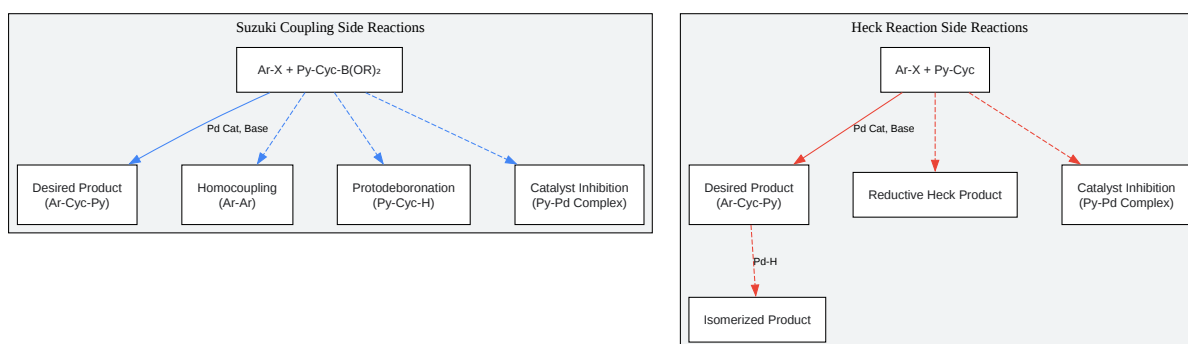 Suzuki Coupling Side Reactions
Ar-X + Py-Cyc-B(OR)₂
Pd Cat, Base
Desired Product
(Ar-Cyc-Py)
Homocoupling
(Ar-Ar)
Protodeboronation
(Py-Cyc-H)
Catalyst Inhibition
(Py-Pd Complex)
Heck Reaction Side Reactions
Ar-X + Py-Cyc
Pd Cat, Base
Desired Product
(Ar-Cyc-Py)
Reductive Heck Product
Catalyst Inhibition
(Py-Pd Complex)
Pd-H
Isomerized Product